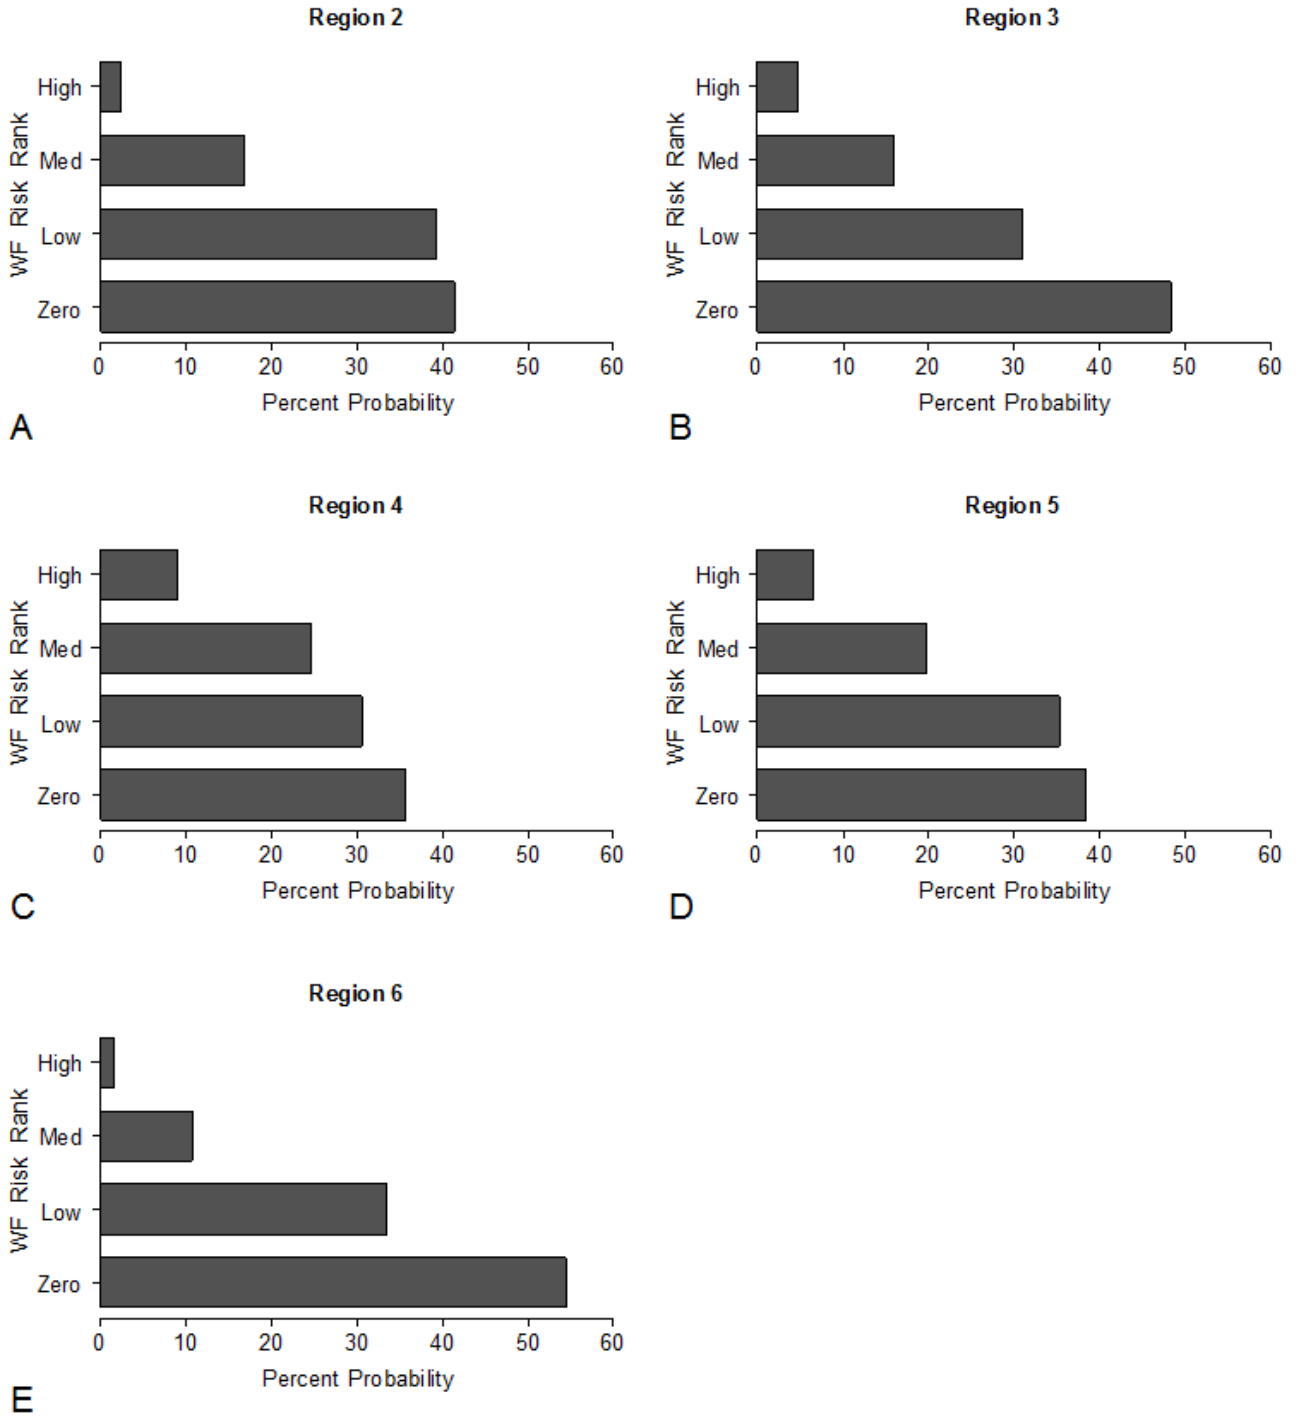 Region 2
WF Risk Rank
High
Med
Low
Zero
0 10 20 30 40 50 60
Percent Probability
A
Region 3
WF Risk Rank
High
Med
Low
Zero
0 10 20 30 40 50 60
Percent Probability
B
Region 4
WF Risk Rank
High
Med
Low
Zero
0 10 20 30 40 50 60
Percent Probability
C
Region 5
WF Risk Rank
High
Med
Low
Zero
0 10 20 30 40 50 60
Percent Probability
D
Region 6
WF Risk Rank
High
Med
Low
Zero
0 10 20 30 40 50 60
Percent Probability
E